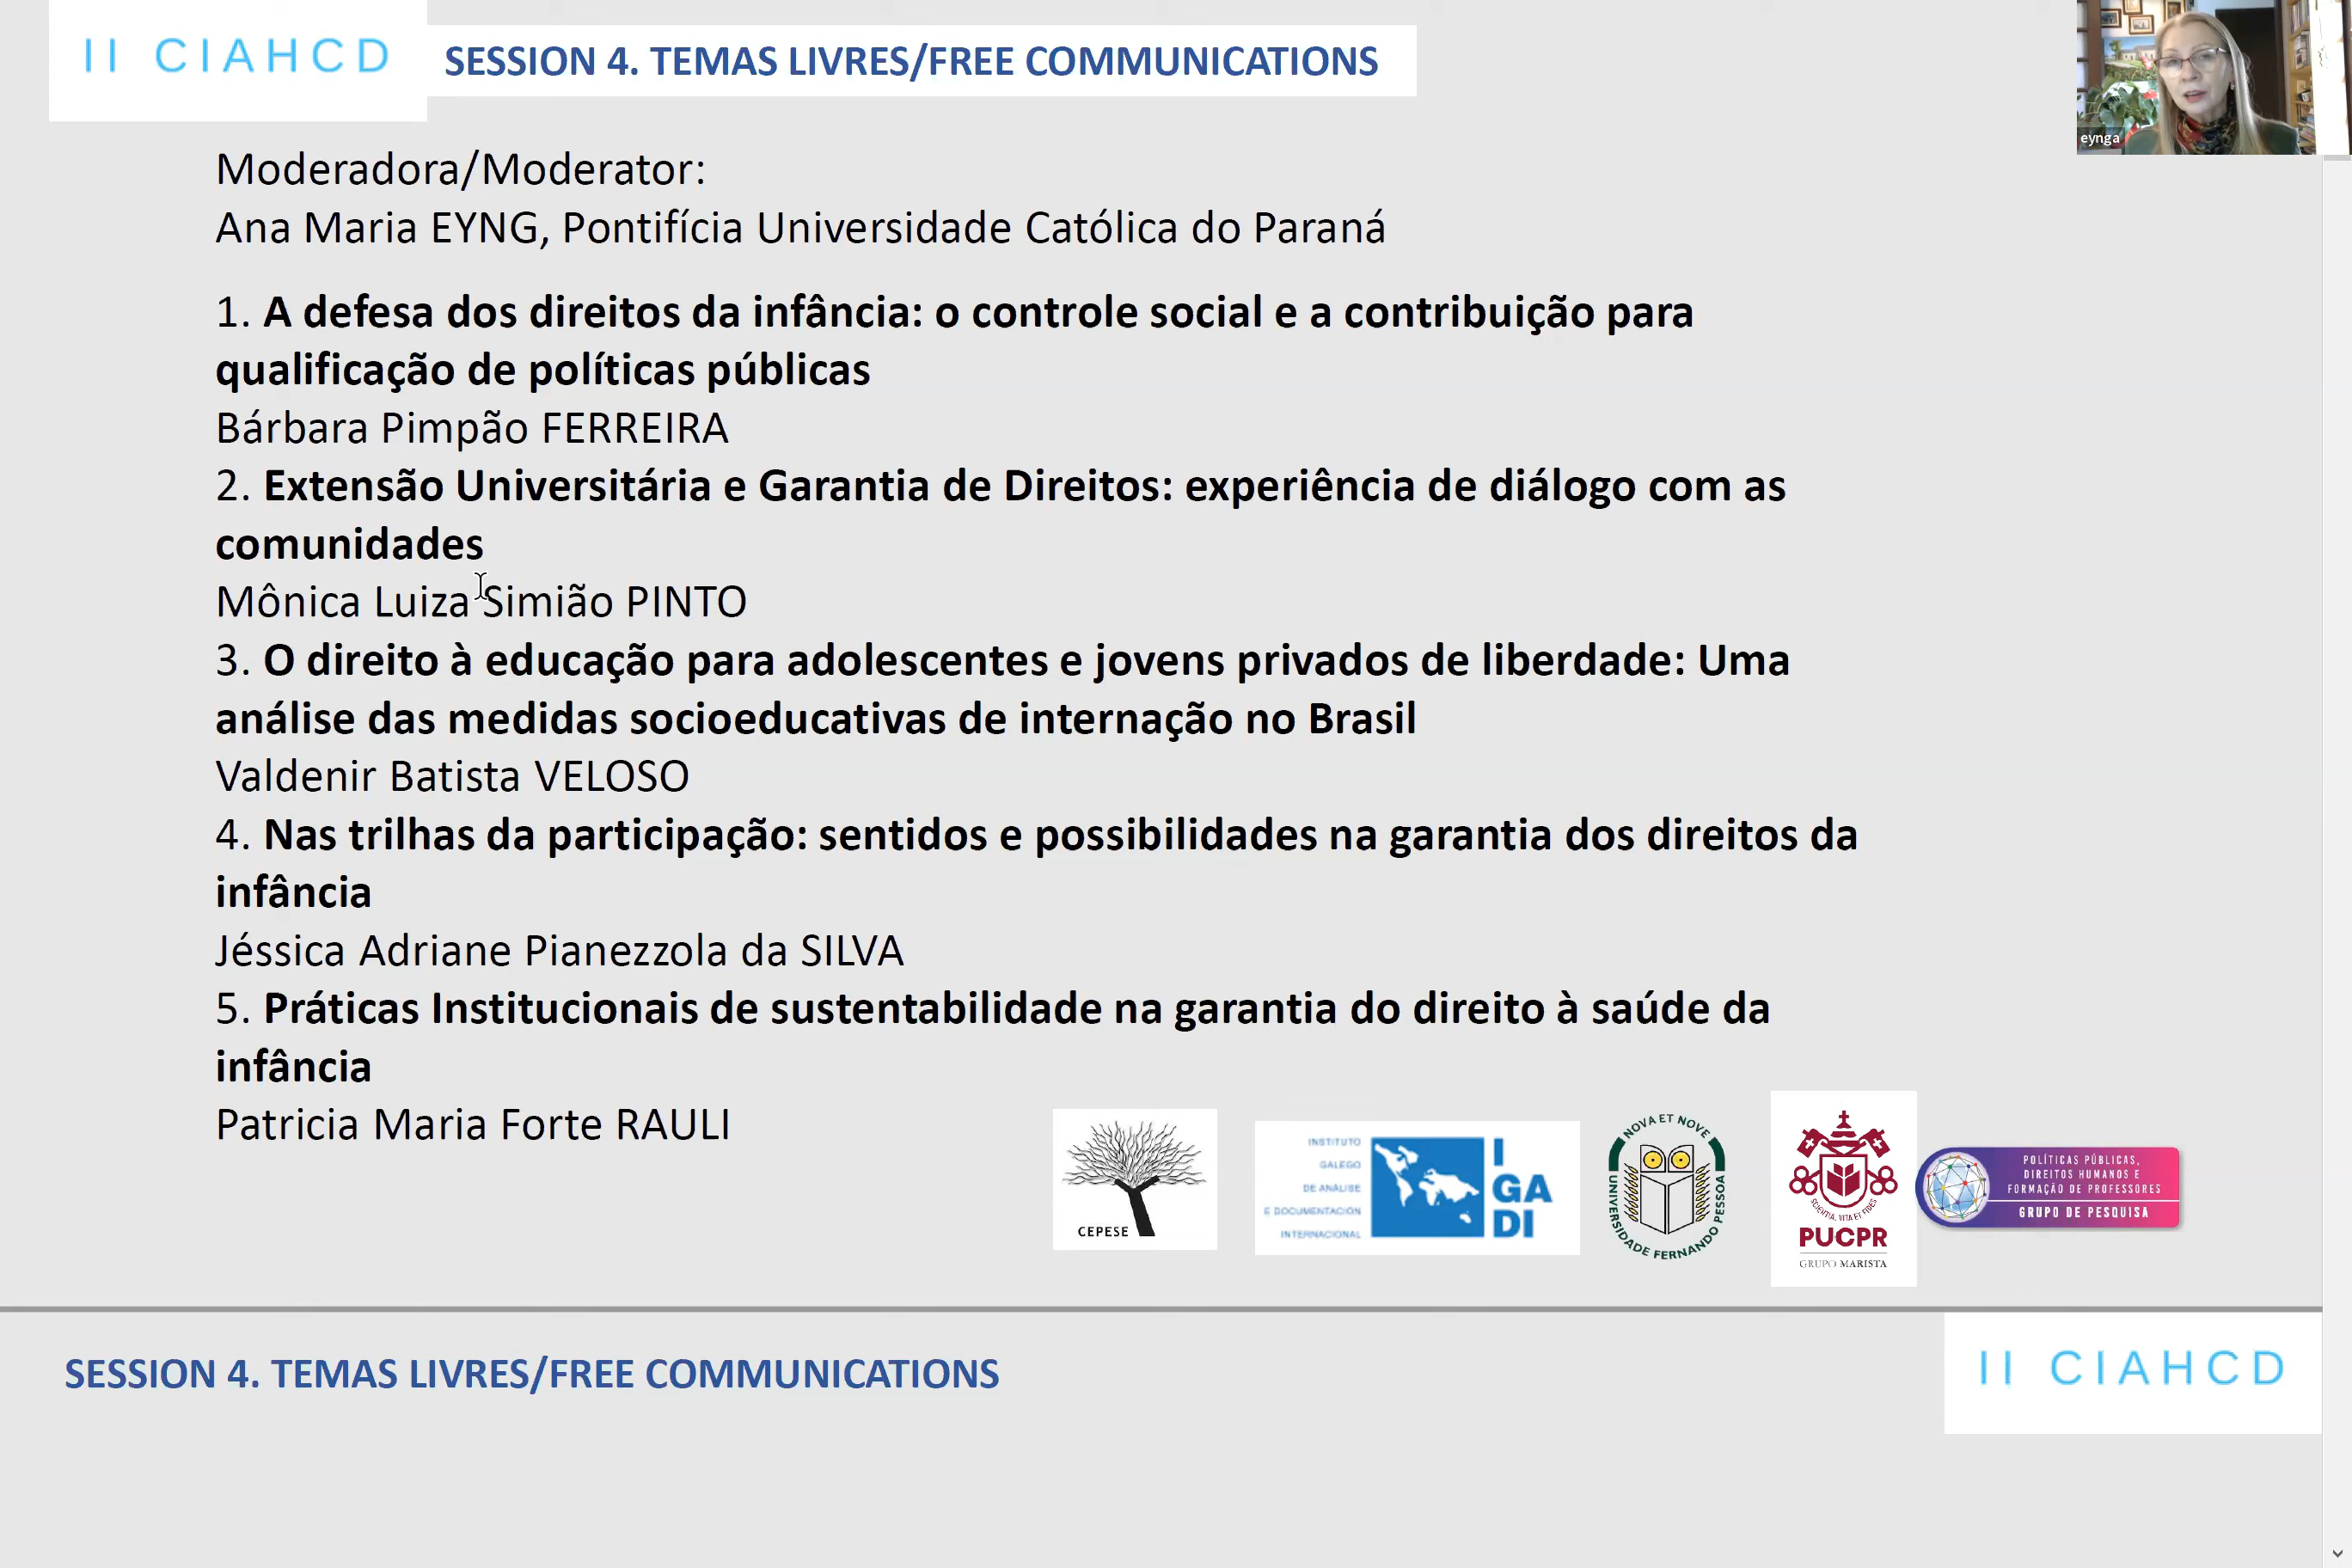 II CIAHCD
SESSION 4. TEMAS LIVRES/FREE COMMUNICATIONS
eynga
Moderadora/Moderator:
Ana Maria EYNG, Pontifícia Universidade Católica do Paraná
1. A defesa dos direitos da infância: o controle social e a contribuição para
qualificação de políticas públicas
Bárbara Pimpão FERREIRA
2. Extensão Universitária e Garantia de Direitos: experiência de diálogo com as
comunidades
Mônica Luiza Simião PINTO
3. O direito à educação para adolescentes e jovens privados de liberdade: Uma
análise das medidas socioeducativas de internação no Brasil
Valdenir Batista VELOSO
4. Nas trilhas da participação: sentidos e possibilidades na garantia dos direitos da
infância
Jéssica Adriane Pianezzola da SILVA
5. Práticas Institucionais de sustentabilidade na garantia do direito à saúde da
infância
Patricia Maria Forte RAULI
CEPESE
INSTITUTO
GALEGO
DE ANÁLISE
E DOCUMENTACIÓN
INTERNACIONAL
I
GA
DI
NOVA ET NOVE
UNIVERSIDADE FERNANDO PESSOA
SCIENTIA, VITA ET FIDES
PUCPR
GRUPO MARISTA
POLÍTICAS PÚBLICAS,
DIREITOS HUMANOS E
FORMAÇÃO DE PROFESSORES
GRUPO DE PESQUISA
SESSION 4. TEMAS LIVRES/FREE COMMUNICATIONS
II CIAHCD